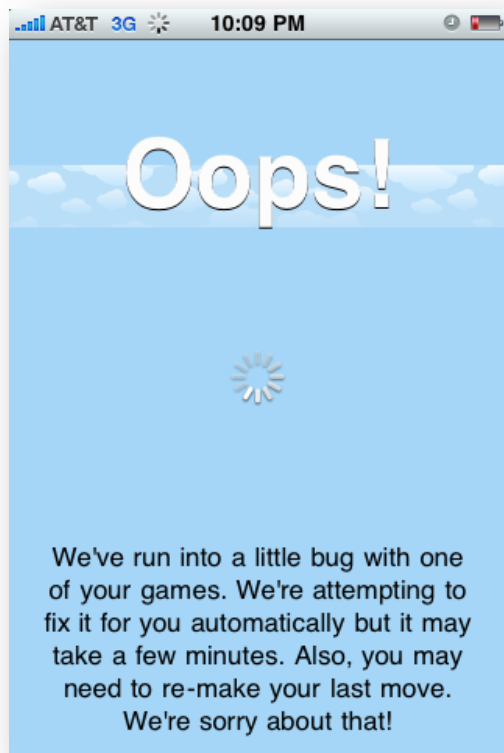 AT&T 3G 10:09 PM
Oops!
We've run into a little bug with one
of your games. We're attempting to
fix it for you automatically but it may
take a few minutes. Also, you may
need to re-make your last move.
We're sorry about that!